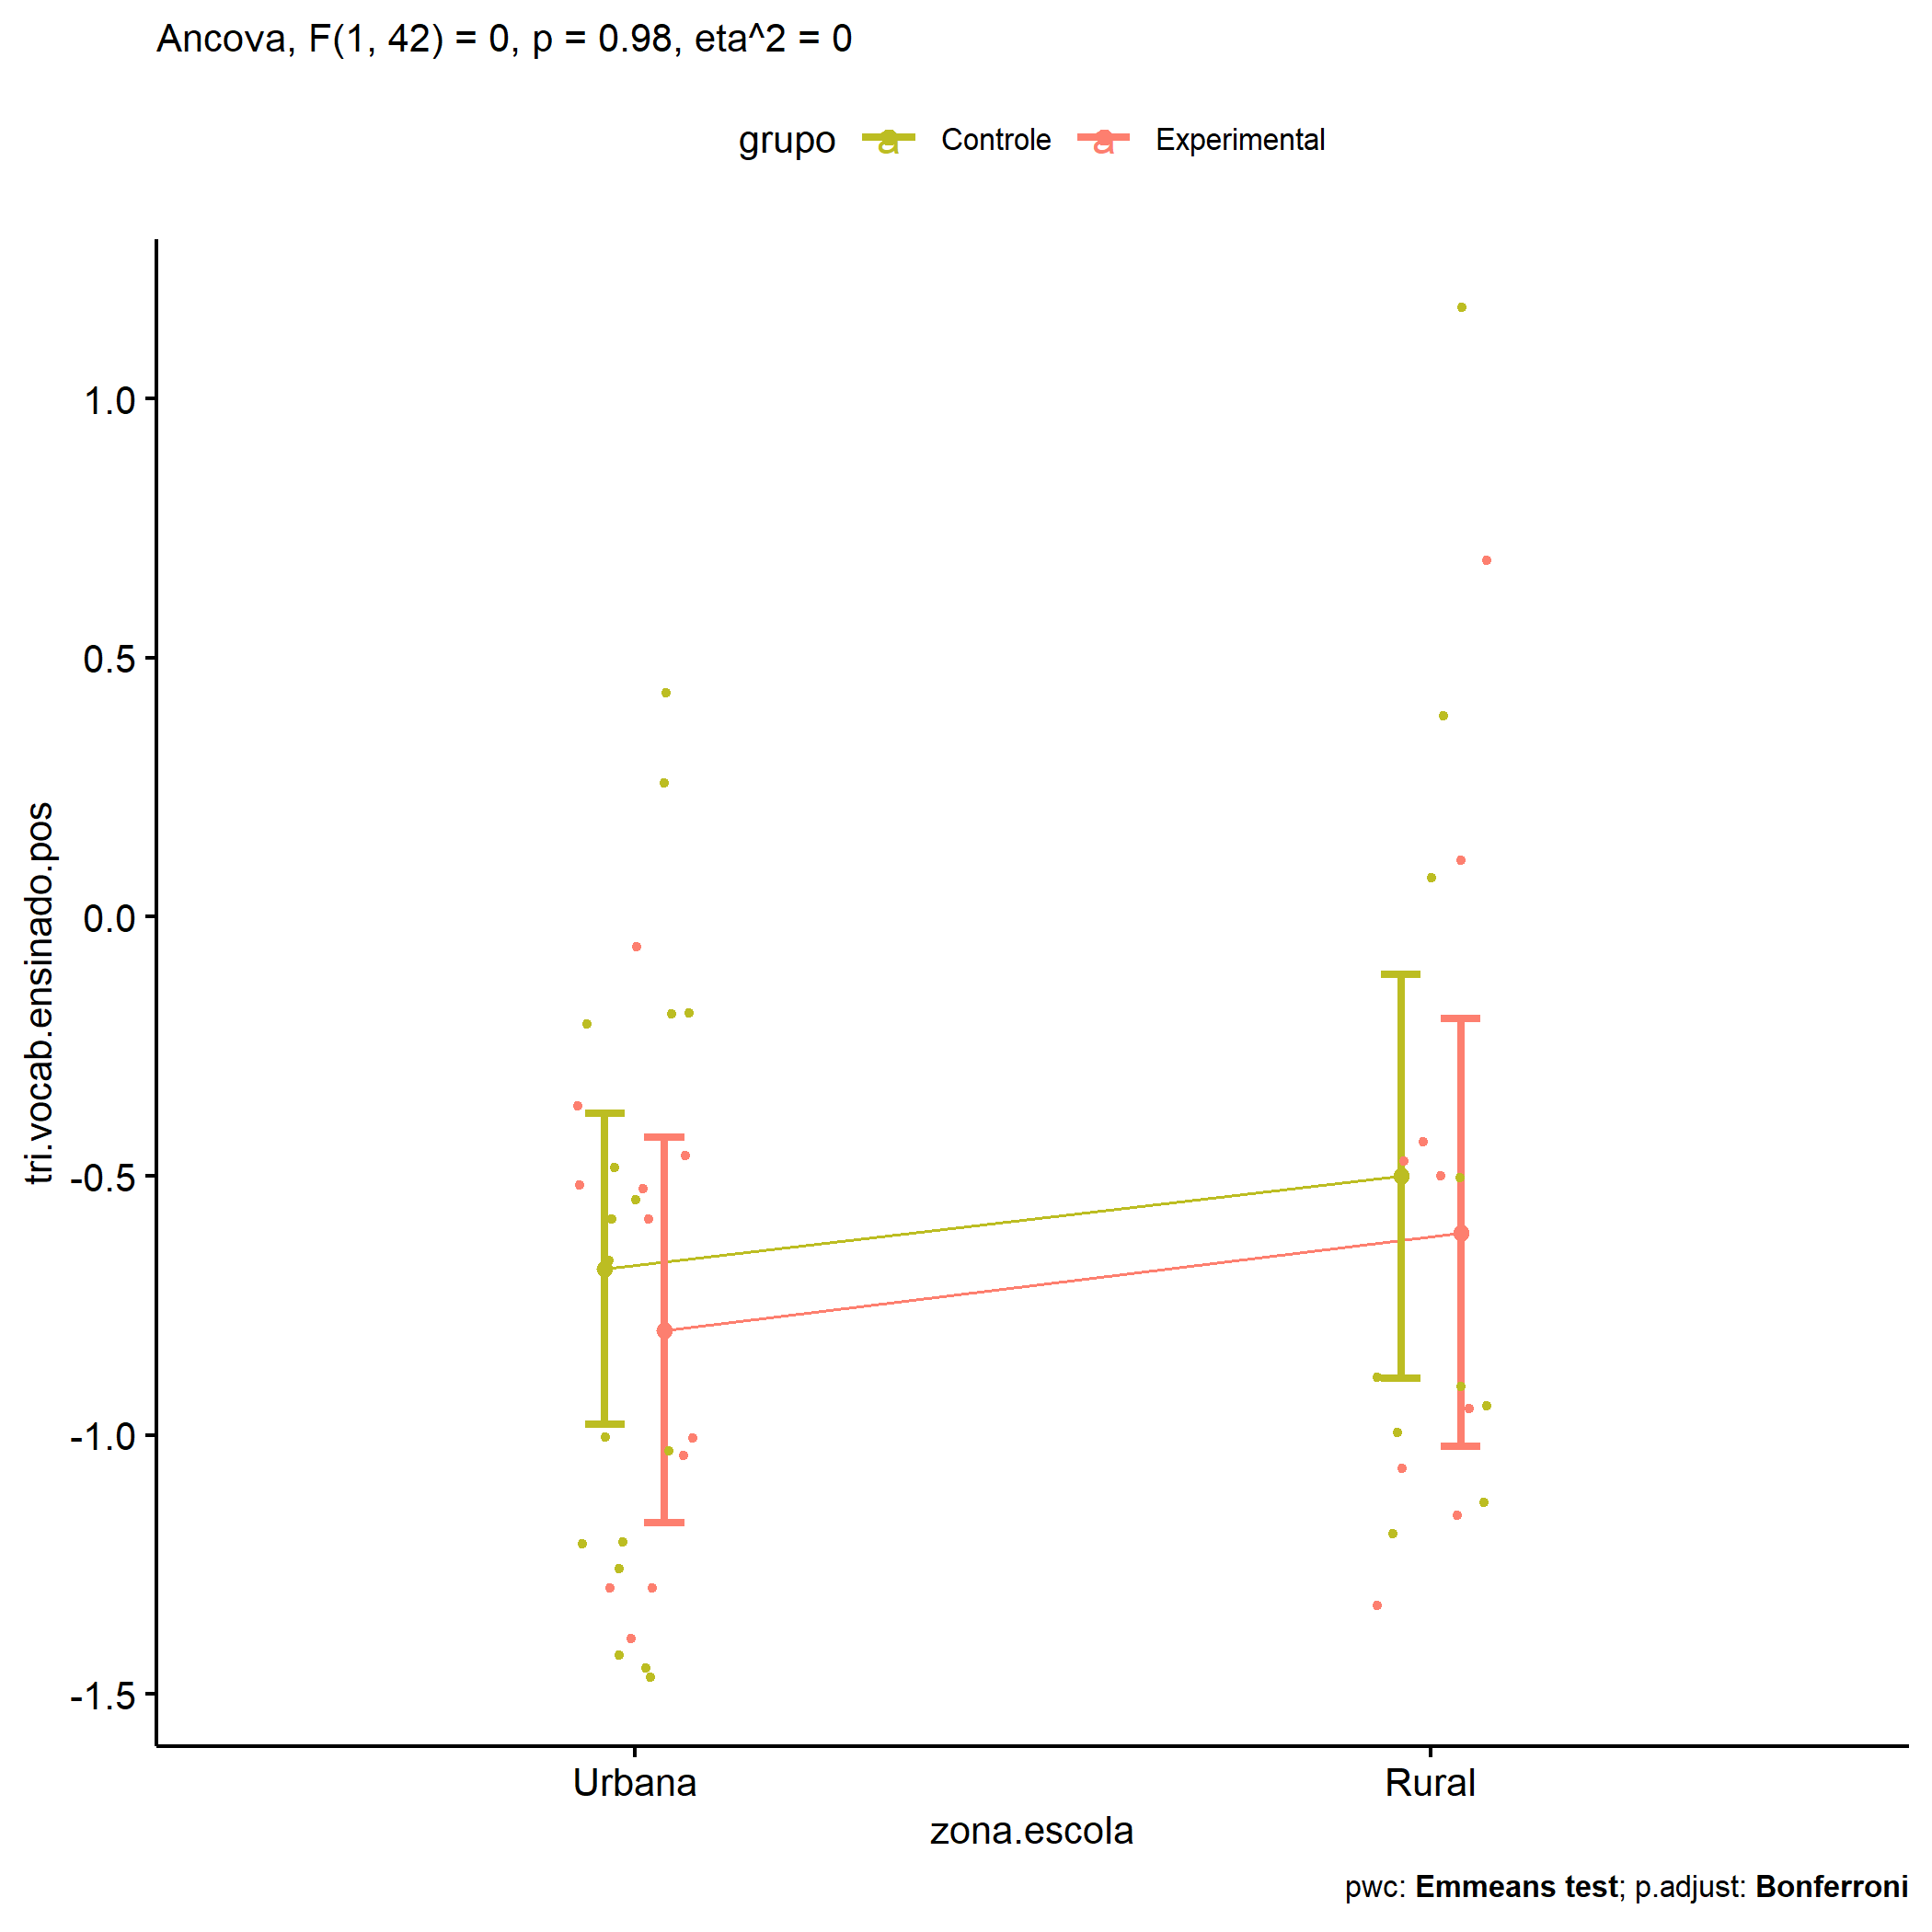 Ancova, F(1, 42) = 0, p = 0.98, eta^2 = 0
grupo a Controle a Experimental
1.0
0.5
0.0
-0.5
-1.0
-1.5
tri.vocab.ensinado.pos
Urbana Rural
zona.escola
pwc: Emmeans test; p.adjust: Bonferroni